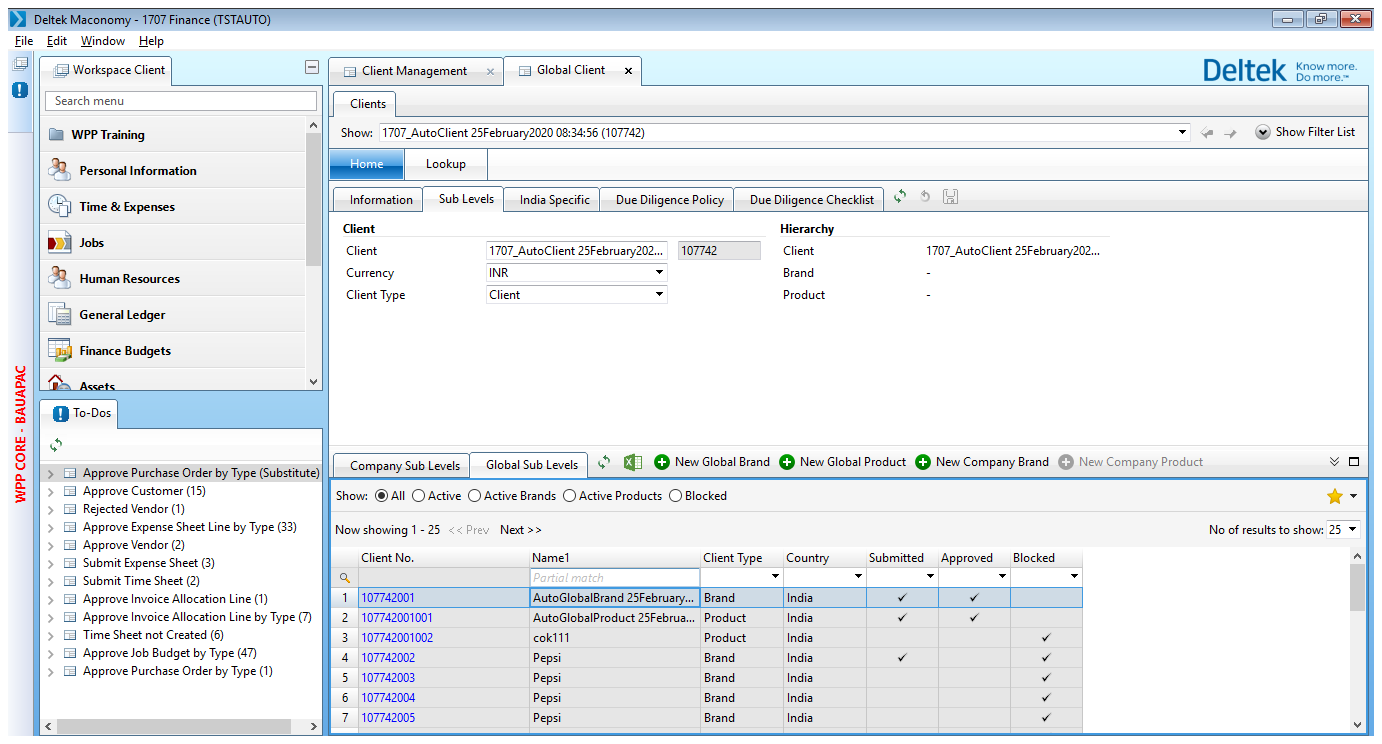 Deltek Maconomy - 1707 Finance (TSTAUTO)
File Edit Window Help
WPP CORE - BAUAPAC
Workspace Client
Search menu
WPP Training
Personal Information
Time & Expenses
Jobs
Human Resources
General Ledger
Finance Budgets
Assets
To-Dos
Approve Purchase Order by Type (Substitute)
Approve Customer (15)
Rejected Vendor (1)
Approve Expense Sheet Line by Type (33)
Approve Vendor (2)
Submit Expense Sheet (3)
Submit Time Sheet (2)
Approve Invoice Allocation Line (1)
Approve Invoice Allocation Line by Type (7)
Time Sheet not Created (6)
Approve Job Budget by Type (47)
Approve Purchase Order by Type (1)
Client Management Global Client
Deltek Know more. Do more.™
Clients
Show: 1707_AutoClient 25February2020 08:34:56 (107742) Show Filter List
Home Lookup
Information Sub Levels India Specific Due Diligence Policy Due Diligence Checklist
Client Hierarchy
Client 1707_AutoClient 25February202... 107742 Client 1707_AutoClient 25February202...
Currency INR Brand -
Client Type Client Product -
Company Sub Levels Global Sub Levels New Global Brand New Global Product New Company Brand New Company Product
Show: All Active Active Brands Active Products Blocked
Now showing 1 - 25 << Prev Next >> No of results to show: 25
Client No. Name1 Client Type Country Submitted Approved Blocked
Partial match
1 107742001 AutoGlobalBrand 25February... Brand India ✓ ✓
2 107742001001 AutoGlobalProduct 25Februa... Product India ✓ ✓
3 107742001002 cok111 Product India ✓
4 107742002 Pepsi Brand India ✓ ✓
5 107742003 Pepsi Brand India ✓
6 107742004 Pepsi Brand India ✓
7 107742005 Pepsi Brand India ✓